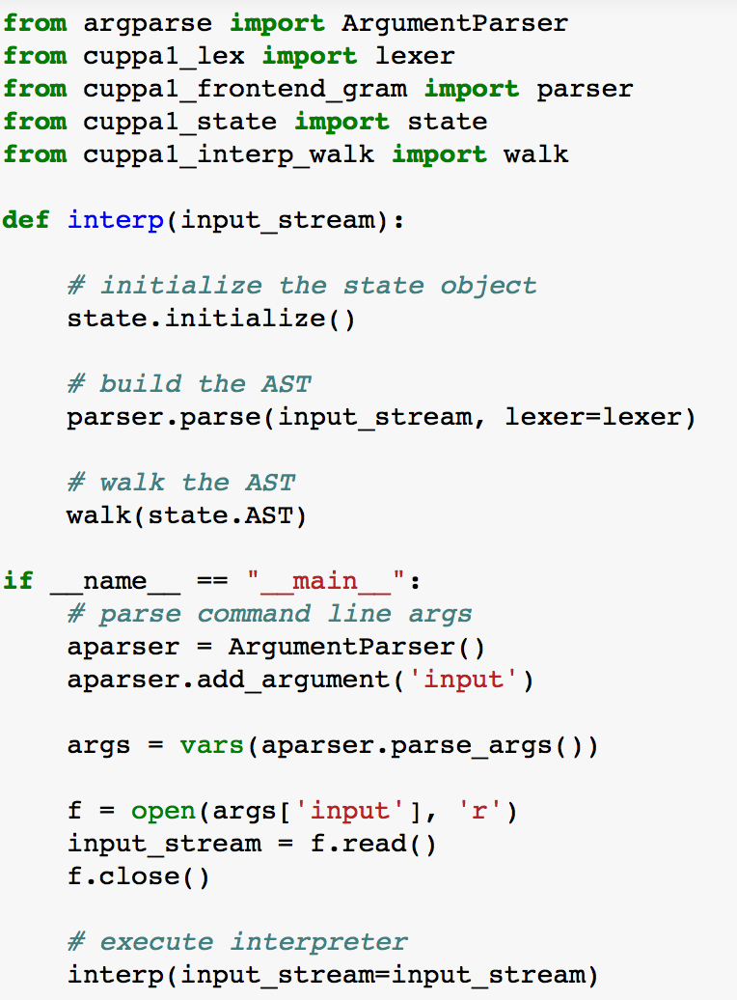 from argparse import ArgumentParser
from cuppa1_lex import lexer
from cuppa1_frontend_gram import parser
from cuppa1_state import state
from cuppa1_interp_walk import walk

def interp(input_stream):

    # initialize the state object
    state.initialize()

    # build the AST
    parser.parse(input_stream, lexer=lexer)

    # walk the AST
    walk(state.AST)

if __name__ == "__main__":
    # parse command line args
    aparser = ArgumentParser()
    aparser.add_argument('input')

    args = vars(aparser.parse_args())

    f = open(args['input'], 'r')
    input_stream = f.read()
    f.close()

    # execute interpreter
    interp(input_stream=input_stream)